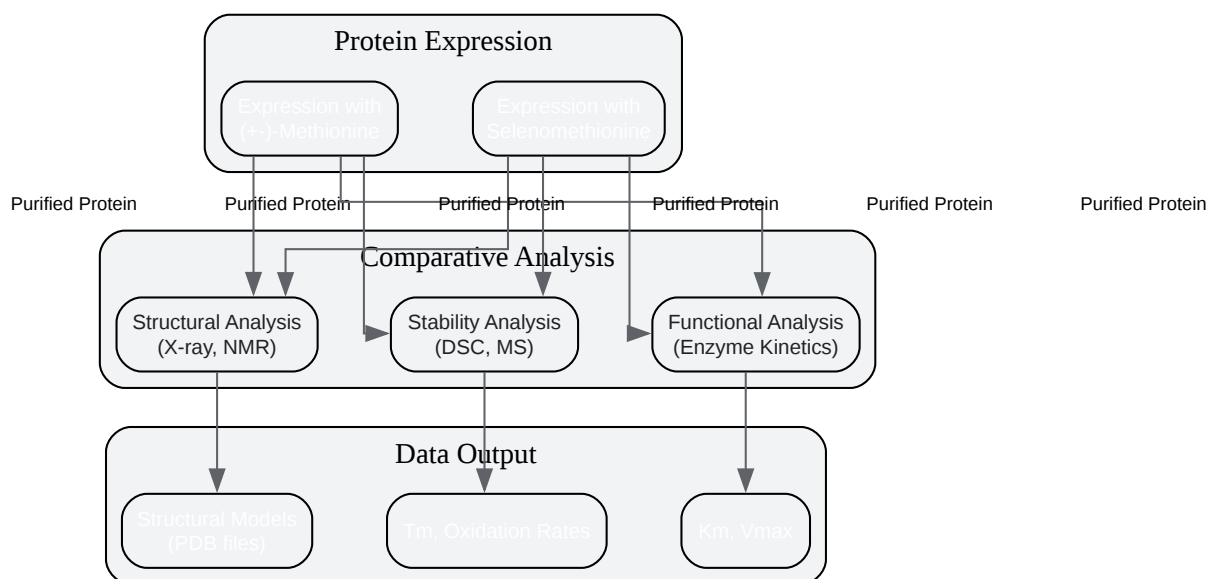 Protein Expression
Expression with
(+-)-Methionine
Expression with
Selenomethionine
Purified Protein
Purified Protein
Purified Protein
Purified Protein
Purified Protein
Purified Protein
Comparative Analysis
Structural Analysis
(X-ray, NMR)
Stability Analysis
(DSC, MS)
Functional Analysis
(Enzyme Kinetics)
Data Output
Structural Models
(PDB files)
Tm, Oxidation Rates
Km, Vmax